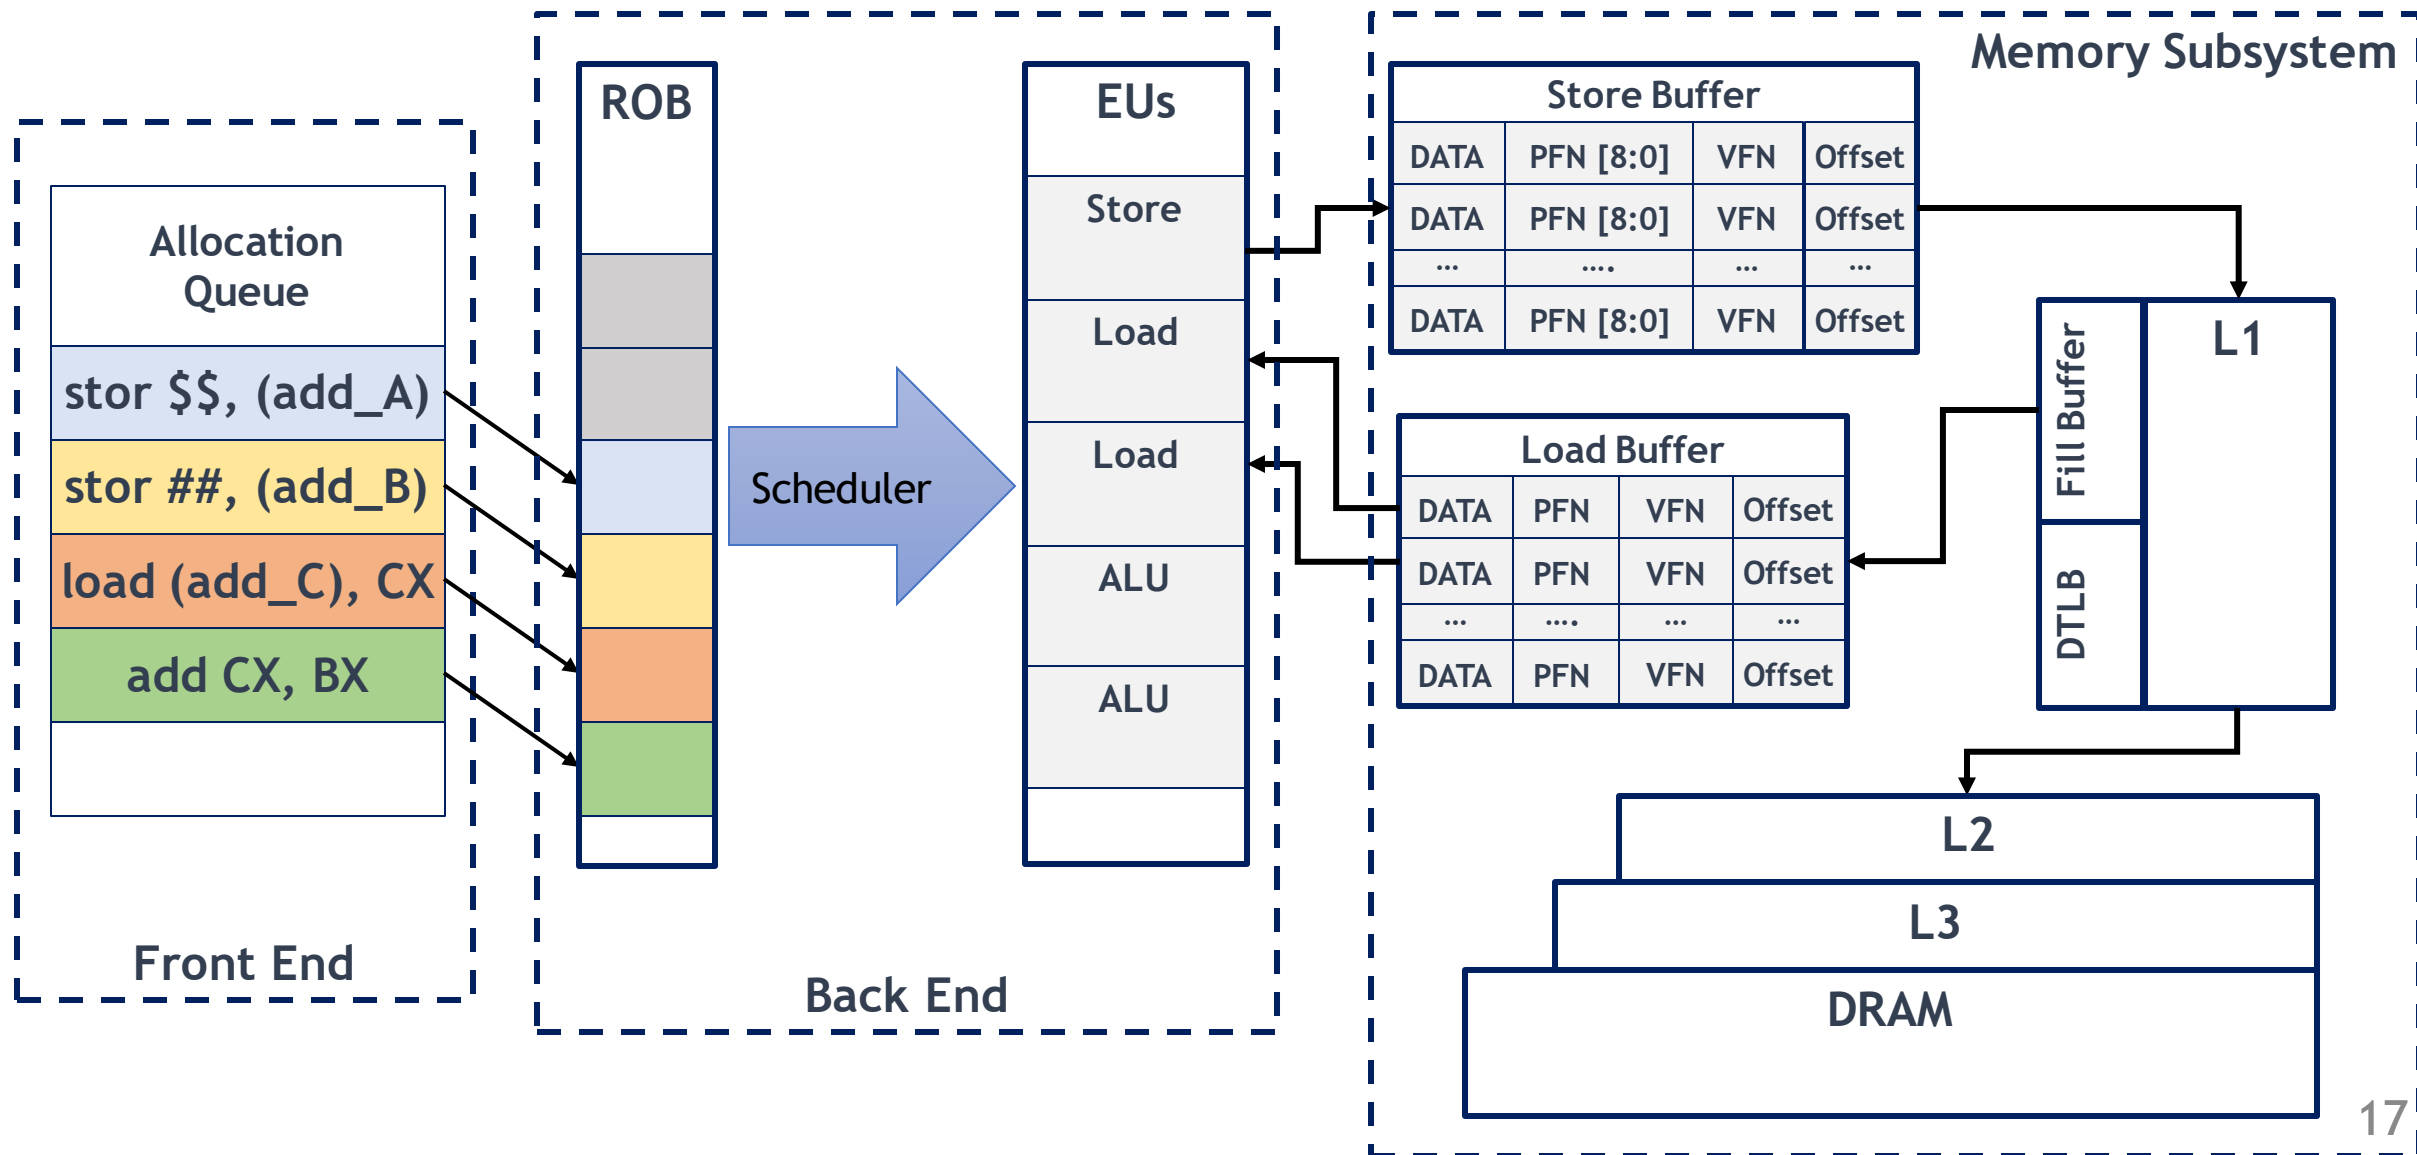 Memory Subsystem
Allocation
Queue
stor $$, (add_A)
stor ##, (add_B)
load (add_C), CX
add CX, BX
Front End
ROB
Scheduler
EUs
Store
Load
Load
ALU
ALU
Back End
Store Buffer
DATA PFN [8:0] VFN Offset
DATA PFN [8:0] VFN Offset
... .... ... ...
DATA PFN [8:0] VFN Offset
Load Buffer
DATA PFN VFN Offset
DATA PFN VFN Offset
... .... ... ...
DATA PFN VFN Offset
Fill Buffer
DTLB
L1
L2
L3
DRAM
17